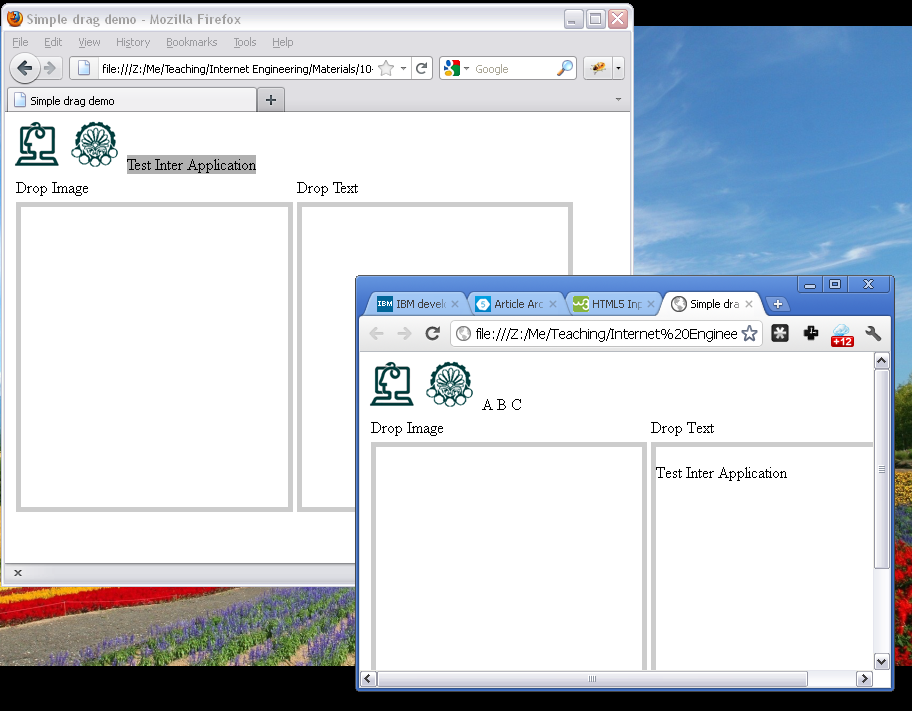 Simple drag demo - Mozilla Firefox
File Edit View History Bookmarks Tools Help
file:///Z:/Me/Teaching/Internet Engineering/Materials/10- Google
Simple drag demo
Test Inter Application
Drop Image Drop Text
x
IBM IBM develo Article Arc HTML5 Inp Simple dra
file:///Z:/Me/Teaching/Internet%20Enginee
+12
A B C
Drop Image Drop Text
Test Inter Application